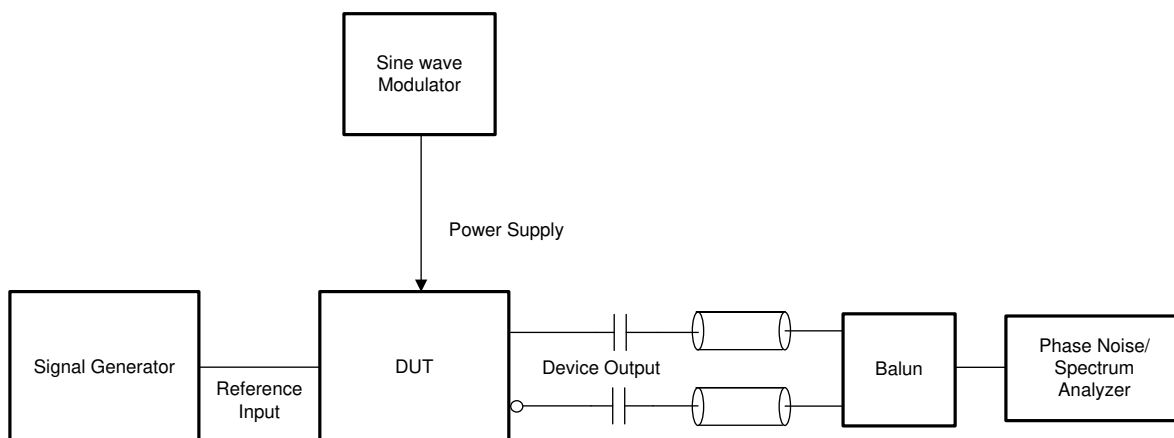 Sine wave
Modulator
Power Supply
Signal Generator
Reference
Input
DUT
Device Output
Balun
Phase Noise/
Spectrum
Analyzer